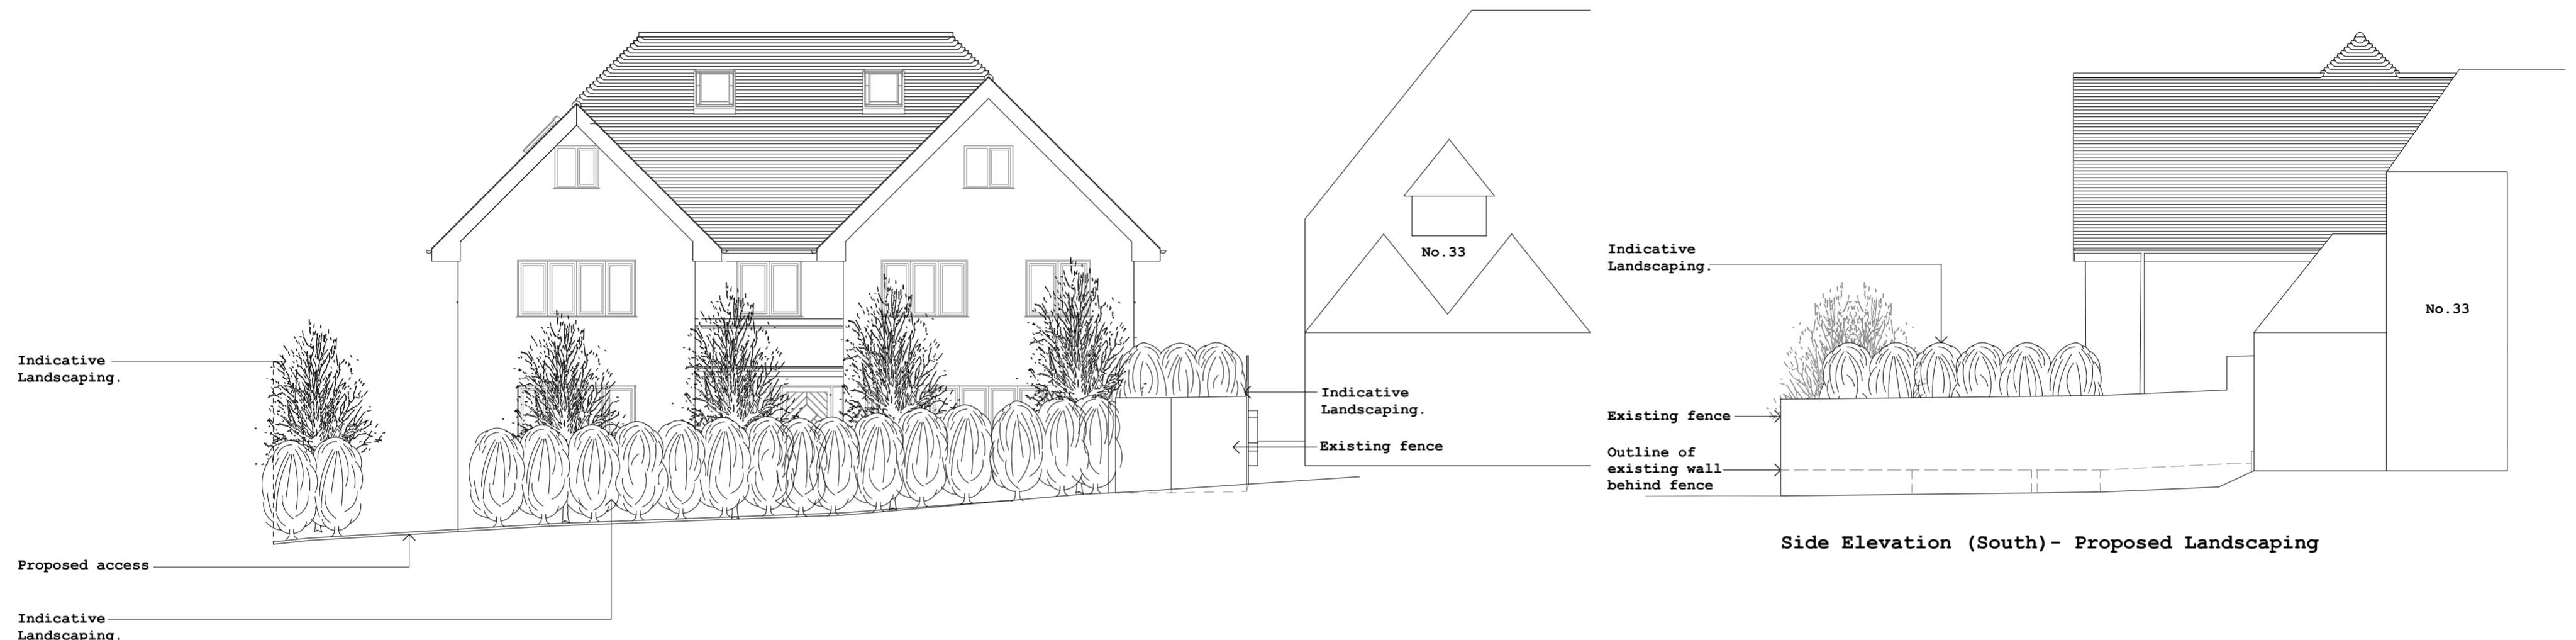 Indicative
Landscaping.
Proposed access
Indicative
Landscaping.
No.33
Indicative
Landscaping.
Existing fence
Indicative
Landscaping.
Existing fence
Outline of
existing wall
behind fence
No.33
Side Elevation (South)- Proposed Landscaping